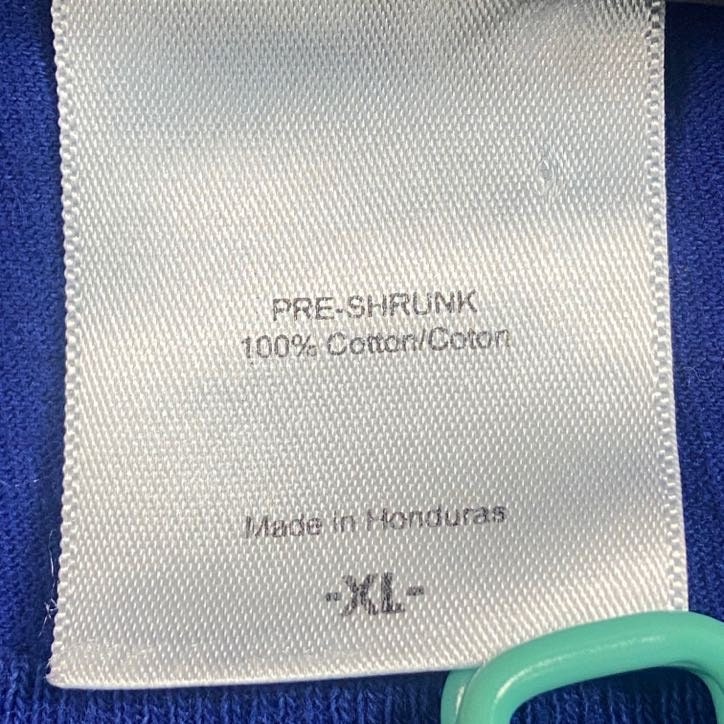 PRE-SHRUNK
100% Cotton/Coton
Made in Honduras
-XL-